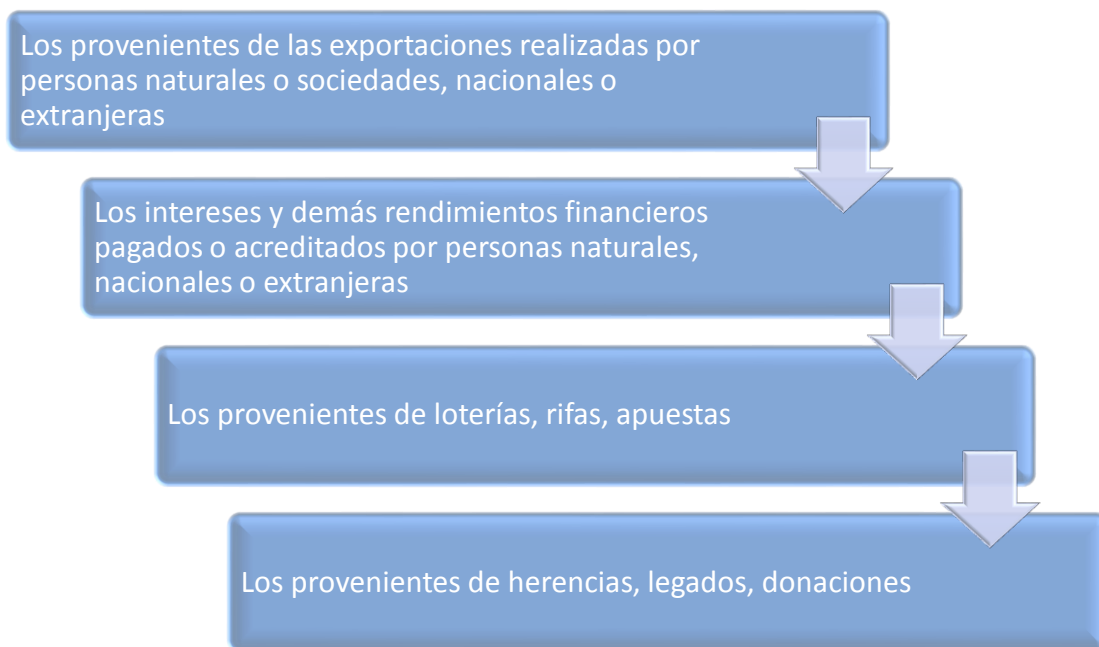 Los provenientes de las exportaciones realizadas por
personas naturales o sociedades, nacionales o
extranjeras
Los intereses y demás rendimientos financieros
pagados o acreditados por personas naturales,
nacionales o extranjeras
Los provenientes de loterías, rifas, apuestas
Los provenientes de herencias, legados, donaciones